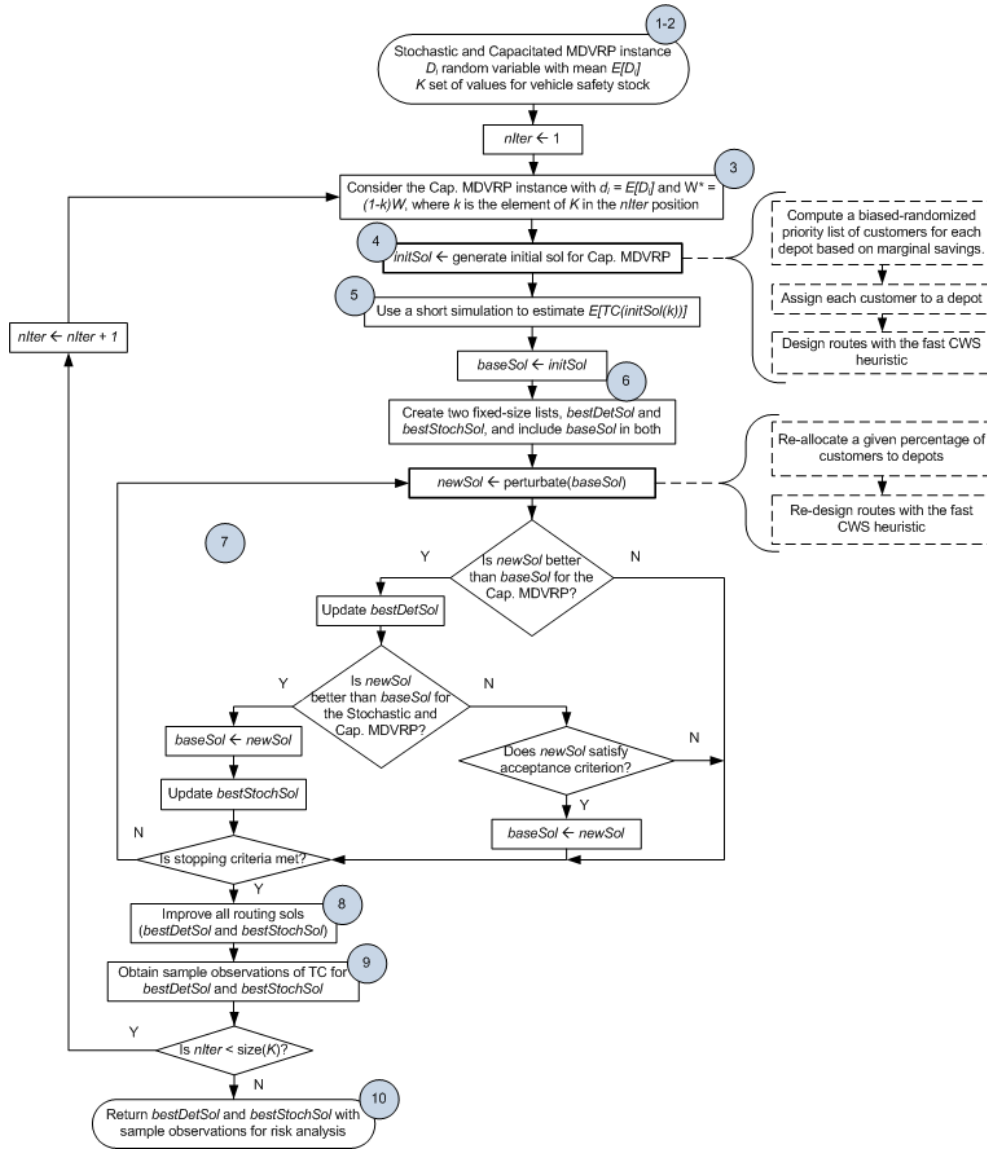 1-2
Stochastic and Capacitated MDVRP instance
Di random variable with mean E[Di]
K set of values for vehicle safety stock
nIter ← 1
3
Consider the Cap. MDVRP instance with di = E[Di] and W* =
(1-k)W, where k is the element of K in the nIter position
4
initSol ← generate initial sol for Cap. MDVRP
Compute a biased-randomized
priority list of customers for each
depot based on marginal savings.
Assign each customer to a depot
Design routes with the fast CWS
heuristic
5
Use a short simulation to estimate E[TC(initSol(k))]
nIter ← nIter + 1
baseSol ← initSol
6
Create two fixed-size lists, bestDetSol and
bestStochSol, and include baseSol in both
newSol ← perturbate(baseSol)
Re-allocate a given percentage of
customers to depots
Re-design routes with the fast
CWS heuristic
7
Is newSol better
than baseSol for the
Cap. MDVRP?
Y
N
Update bestDetSol
Is newSol
better than baseSol for
the Stochastic and
Cap. MDVRP?
Y
N
baseSol ← newSol
Update bestStochSol
Does newSol satisfy
acceptance criterion?
N
Y
baseSol ← newSol
N
Is stopping criteria met?
Y
8
Improve all routing sols
(bestDetSol and bestStochSol)
9
Obtain sample observations of TC for
bestDetSol and bestStochSol
Y
Is nIter < size(K)?
N
10
Return bestDetSol and bestStochSol with
sample observations for risk analysis